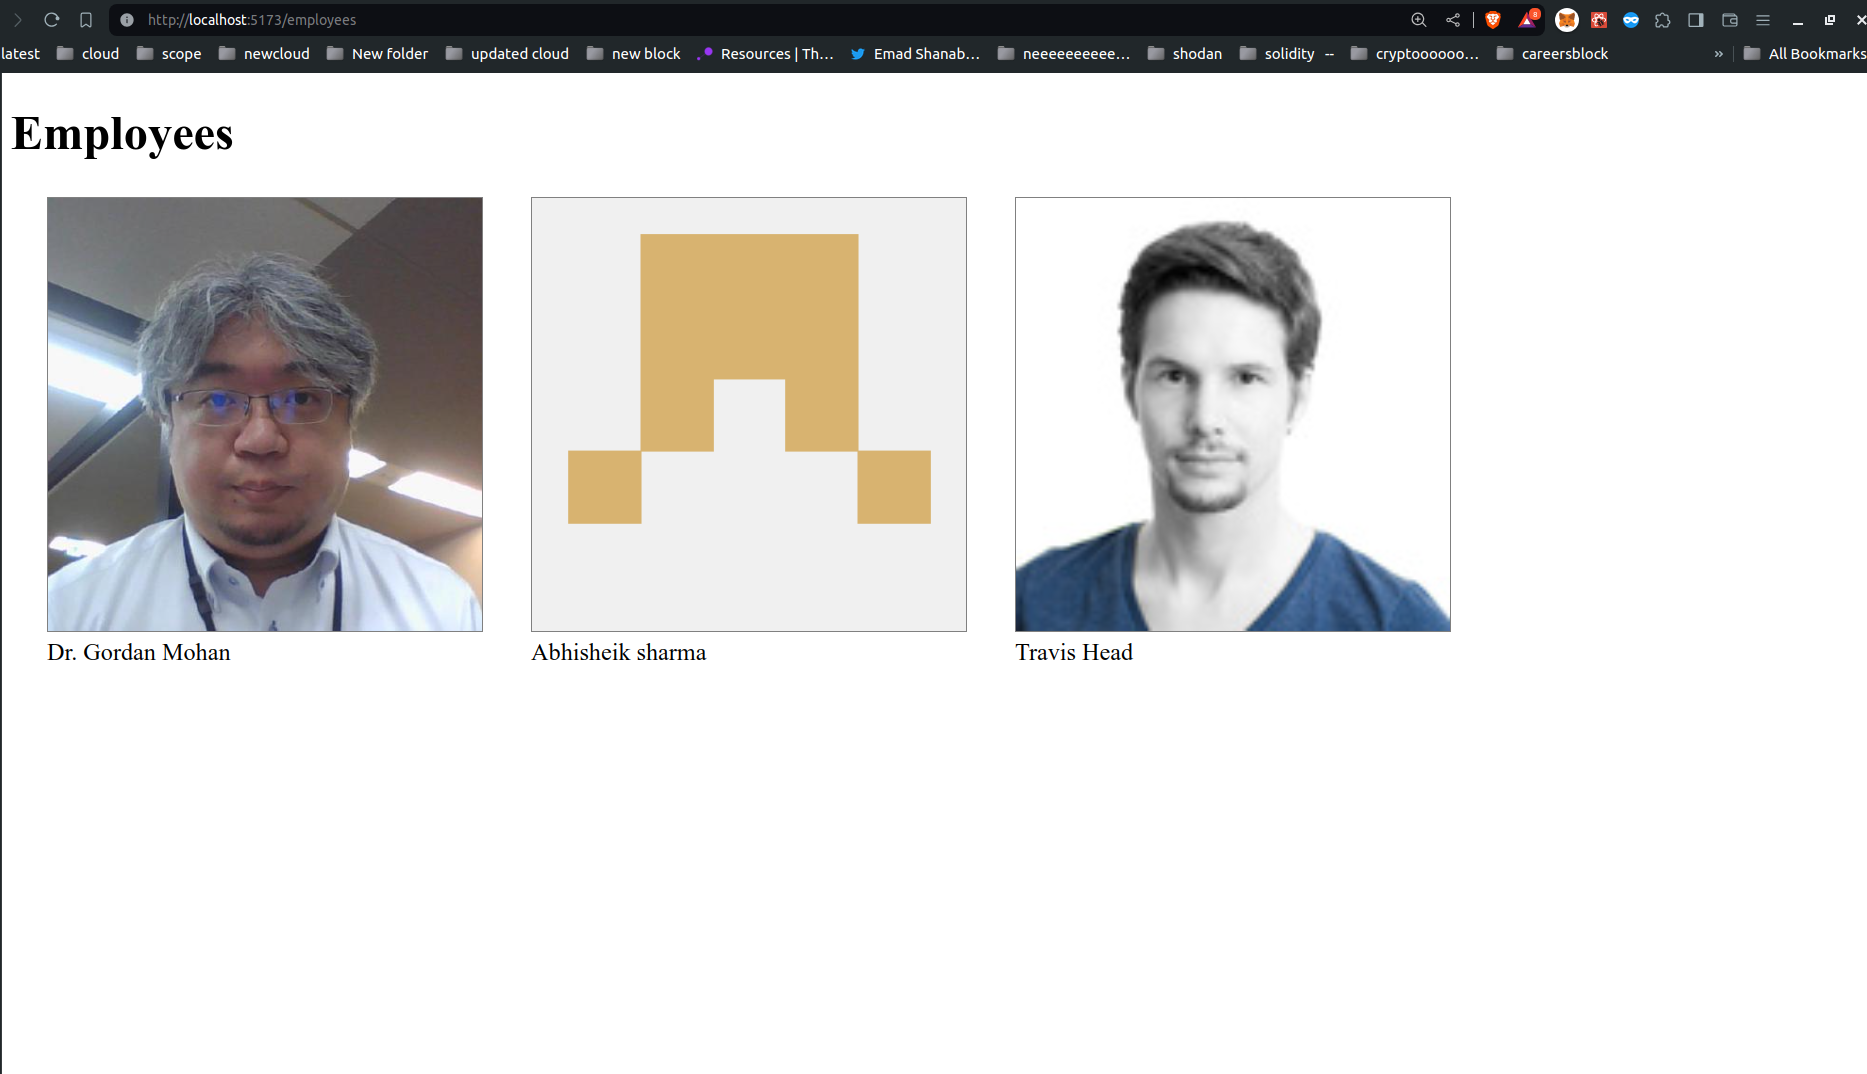 http://localhost:5173/employees
8
latest cloud scope newcloud New folder updated cloud new block Resources | Th... Emad Shanab... neeeeeeeeee... shodan solidity -- cryptoooooo... careersblock » All Bookmarks
Employees
Dr. Gordan Mohan Abhisheik sharma Travis Head